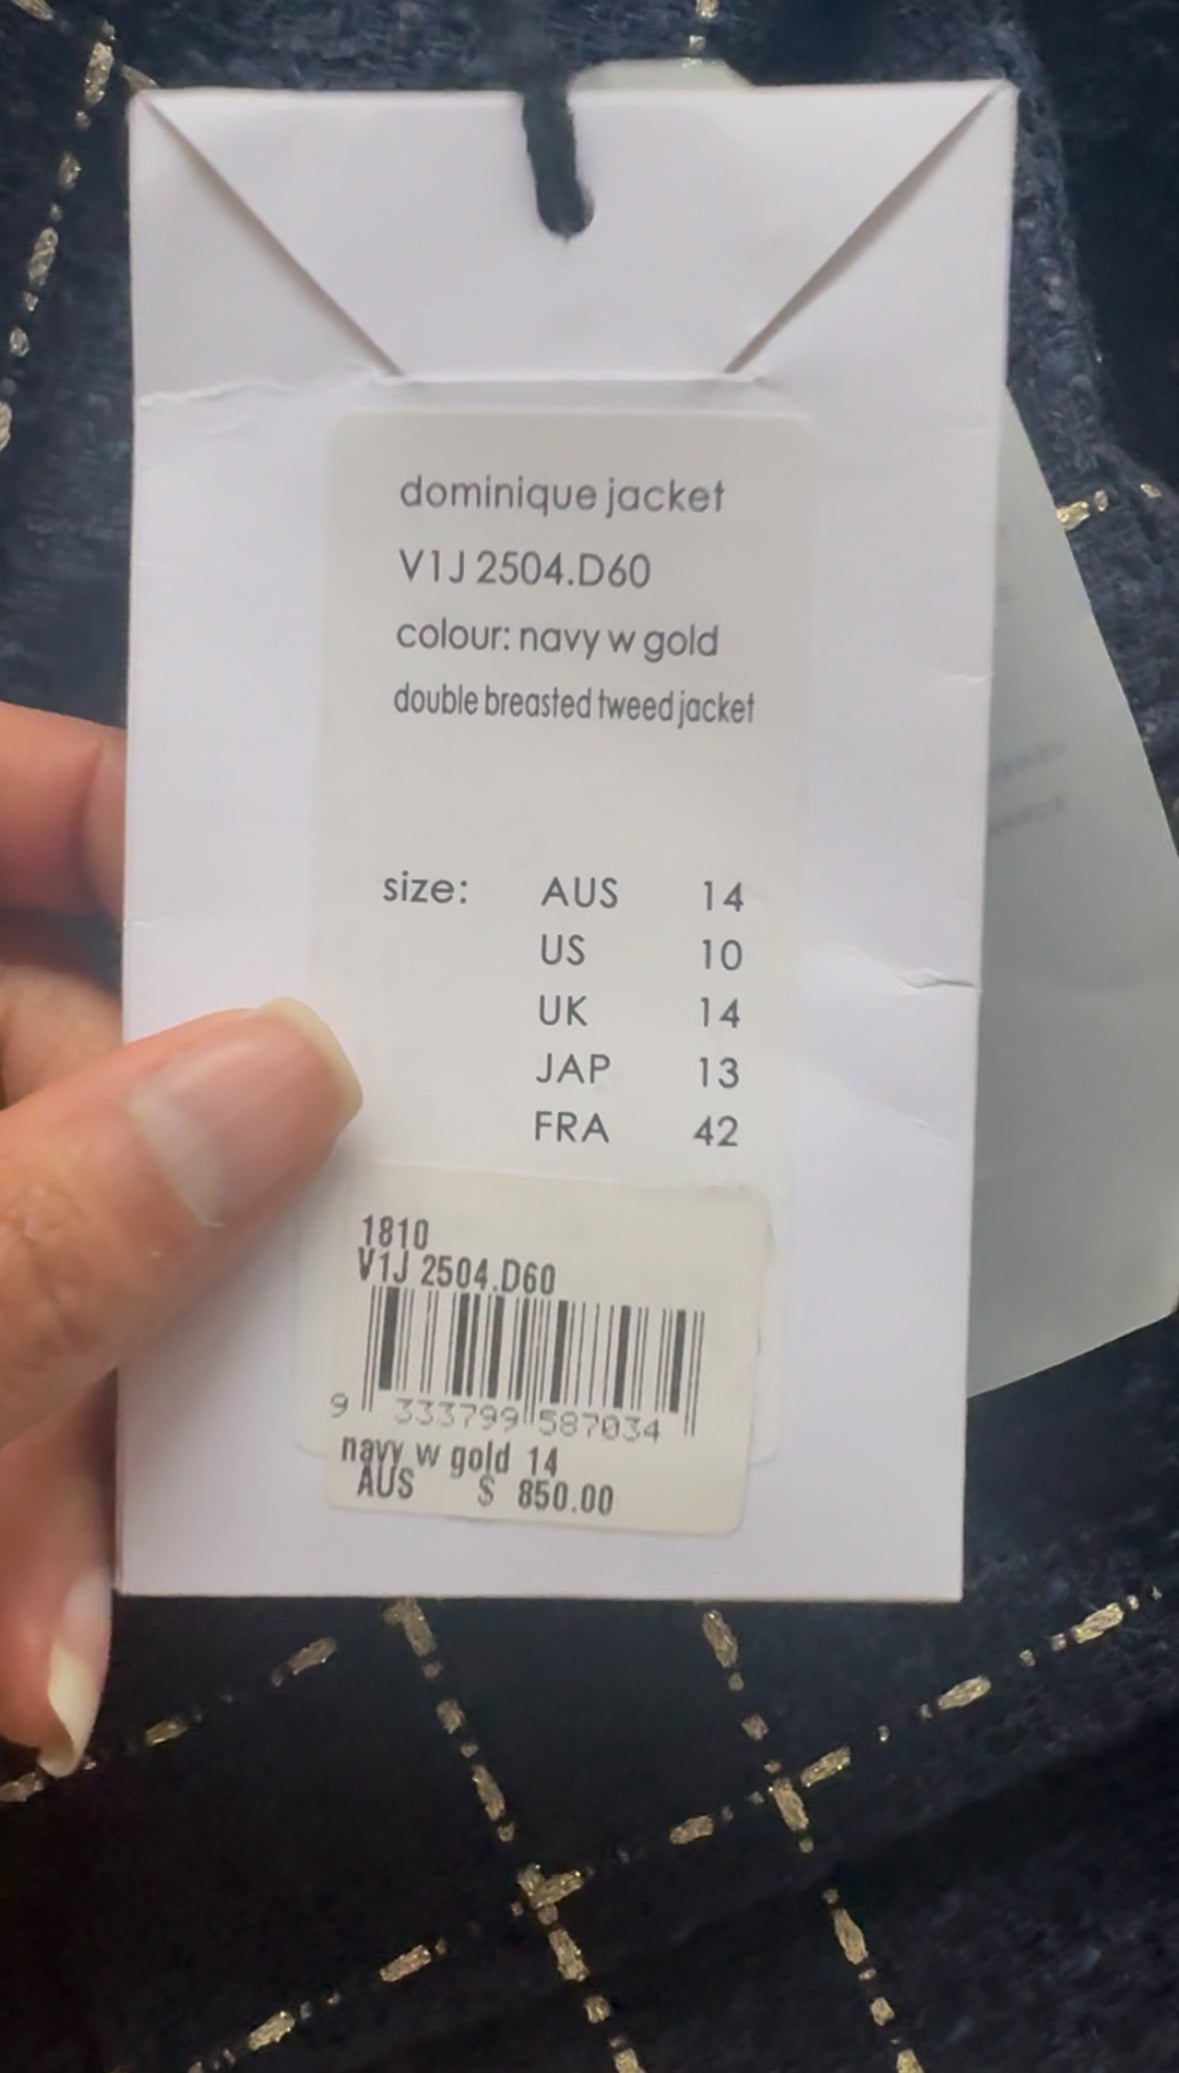 dominique jacket
V1J 2504.D60
colour: navy w gold
double breasted tweed jacket
size: AUS 14
US 10
UK 14
JAP 13
FRA 42
1810
V1J 2504.D60
9 333799 587034
navy w gold 14
AUS $ 850.00